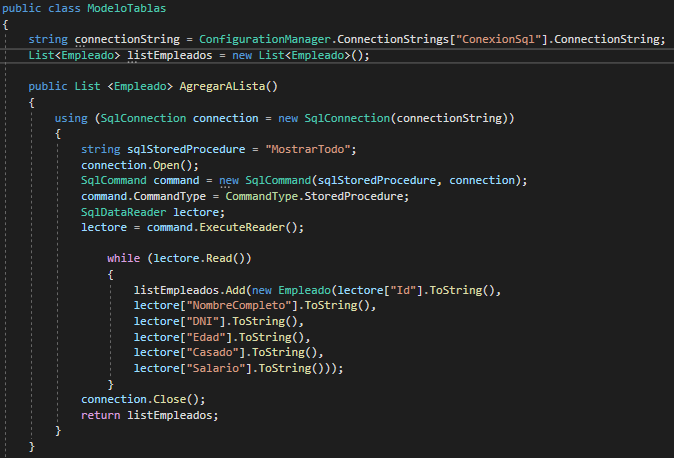 public class ModeloTablas
{
string connectionString = ConfigurationManager.ConnectionStrings["ConexionSql"].ConnectionString;
List<Empleado> listEmpleados = new List<Empleado>();
public List <Empleado> AgregarALista()
{
using (SqlConnection connection = new SqlConnection(connectionString))
{
string sqlStoredProcedure = "MostrarTodo";
connection.Open();
SqlCommand command = new SqlCommand(sqlStoredProcedure, connection);
command.CommandType = CommandType.StoredProcedure;
SqlDataReader lectore;
lectore = command.ExecuteReader();
while (lectore.Read())
{
listEmpleados.Add(new Empleado(lectore["Id"].ToString(),
lectore["NombreCompleto"].ToString(),
lectore["DNI"].ToString(),
lectore["Edad"].ToString(),
lectore["Casado"].ToString(),
lectore["Salario"].ToString()));
}
connection.Close();
return listEmpleados;
}
}